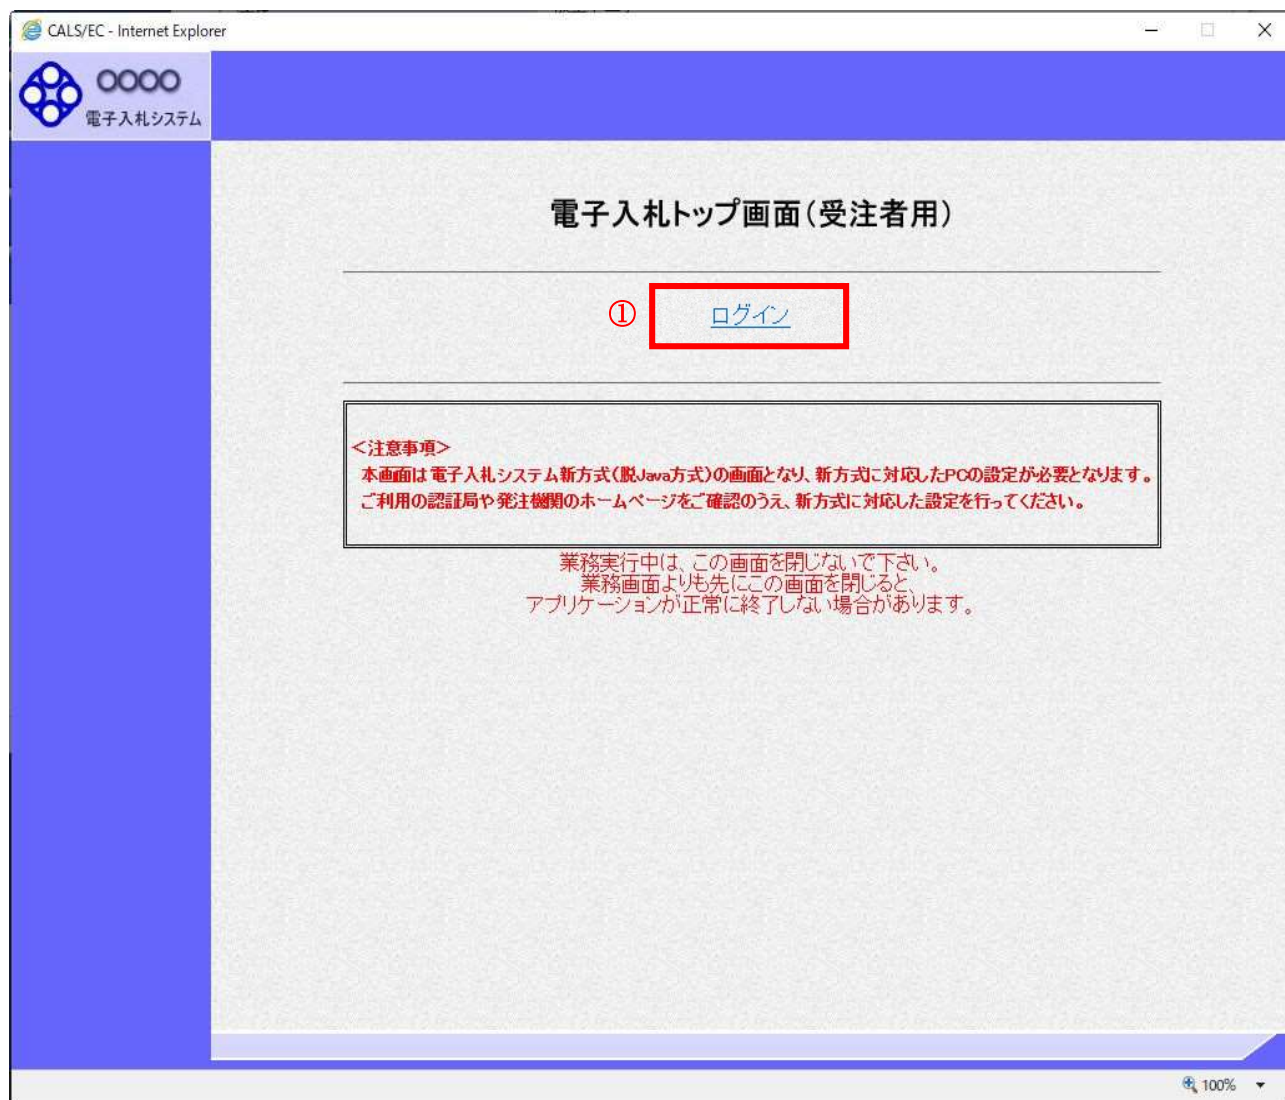 CALS/EC - Internet Explorer
○○○○
電子入札システム
電子入札トップ画面(受注者用)
① ログイン
＜注意事項＞
本画面は電子入札システム新方式(脱Java方式)の画面となり、新方式に対応したPCの設定が必要となります。
ご利用の認証局や発注機関のホームページをご確認のうえ、新方式に対応した設定を行ってください。
業務実行中は、この画面を閉じないで下さい。
業務画面よりも先にこの画面を閉じると、
アプリケーションが正常に終了しない場合があります。
100%